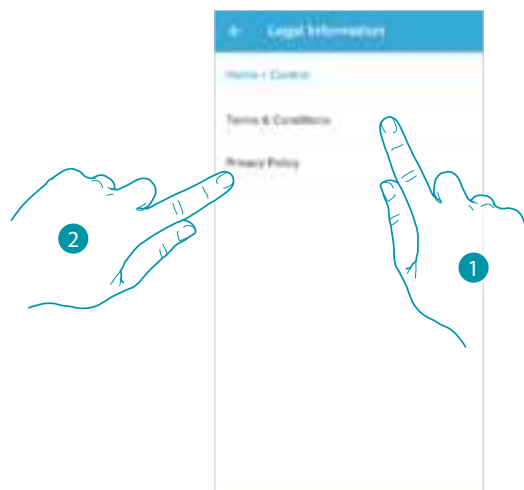 Legal Information
Home + Control
Terms & Conditions
Privacy Policy
2
1